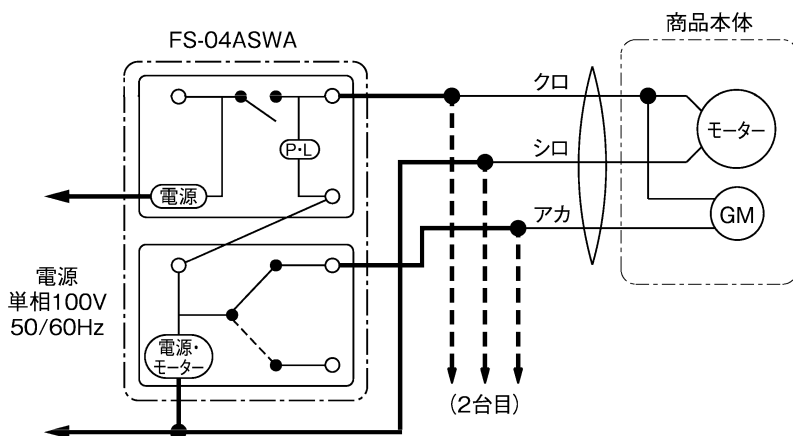 FS-04ASWA
商品本体
クロ
P・L
モーター
シロ
電源
アカ
GM
電源
単相100V
50/60Hz
電源・
モーター
(2台目)